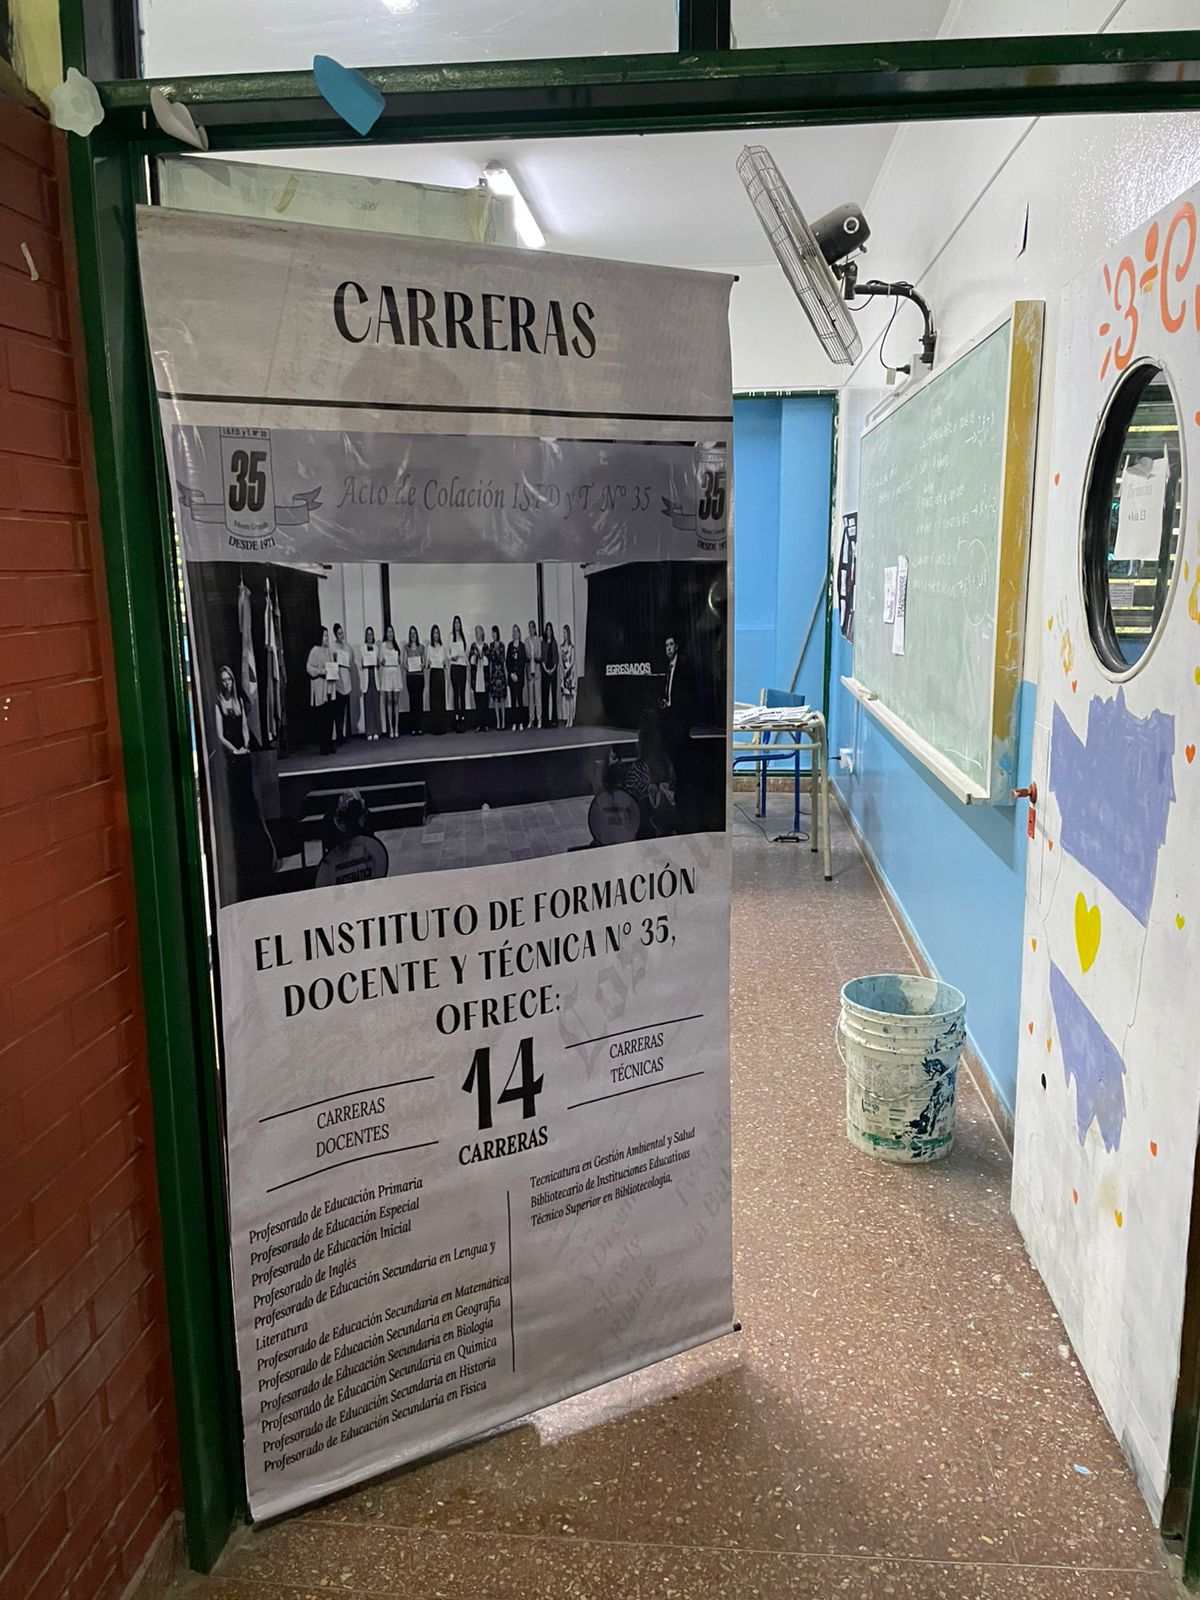 CARRERAS
I.S.F.D. y T. Nº 35
35
Monte Grande
DESDE 1971
Acto de Colación ISFD y T. Nº 35
35
EGRESADOS
MATEMÁTICA
EL INSTITUTO DE FORMACIÓN
DOCENTE Y TÉCNICA Nº 35,
OFRECE:
14
CARRERAS
CARRERAS
DOCENTES
CARRERAS
TÉCNICAS
Profesorado de Educación Primaria
Profesorado de Educación Especial
Profesorado de Educación Inicial
Profesorado de Inglés
Profesorado de Educación Secundaria en Lengua y
Literatura
Profesorado de Educación Secundaria en Matemática
Profesorado de Educación Secundaria en Geografía
Profesorado de Educación Secundaria en Biología
Profesorado de Educación Secundaria en Química
Profesorado de Educación Secundaria en Historia
Profesorado de Educación Secundaria en Física
Tecnicatura en Gestión Ambiental y Salud
Bibliotecario de Instituciones Educativas
Técnico Superior en Bibliotecología,
3